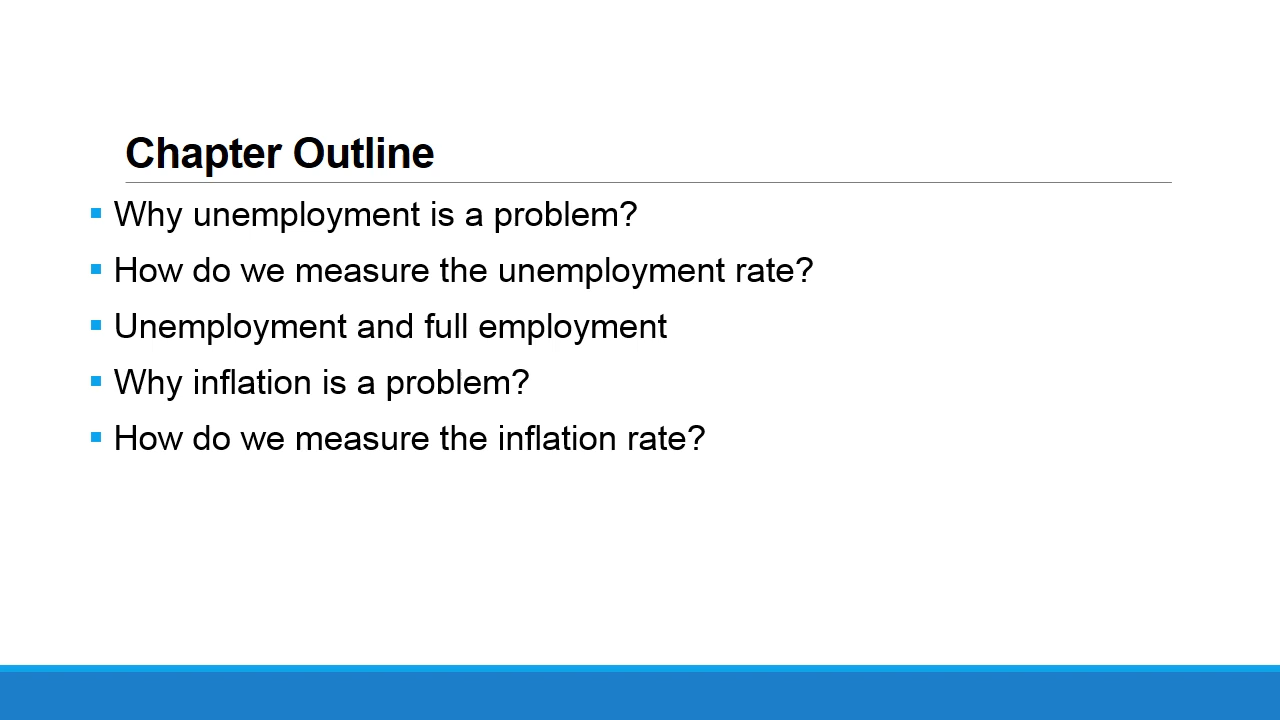 Chapter Outline
Why unemployment is a problem?
How do we measure the unemployment rate?
Unemployment and full employment
Why inflation is a problem?
How do we measure the inflation rate?